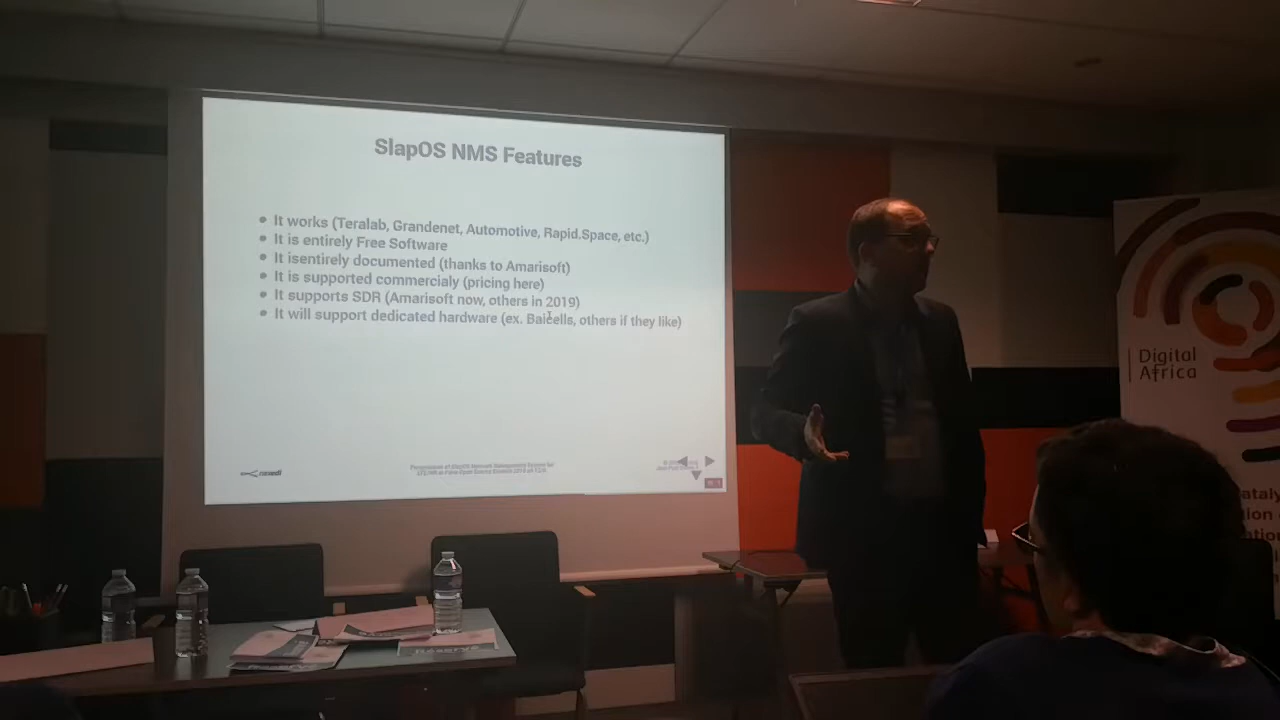 SlapOS NMS Features
It works (Teralab, Grandenet, Automotive, Rapid.Space, etc.)
It is entirely Free Software
It isentirely documented (thanks to Amarisoft)
It is supported commercialy (pricing here)
It supports SDR (Amarisoft now, others in 2019)
It will support dedicated hardware (ex. Baicells, others if they like)
Digital
Africa